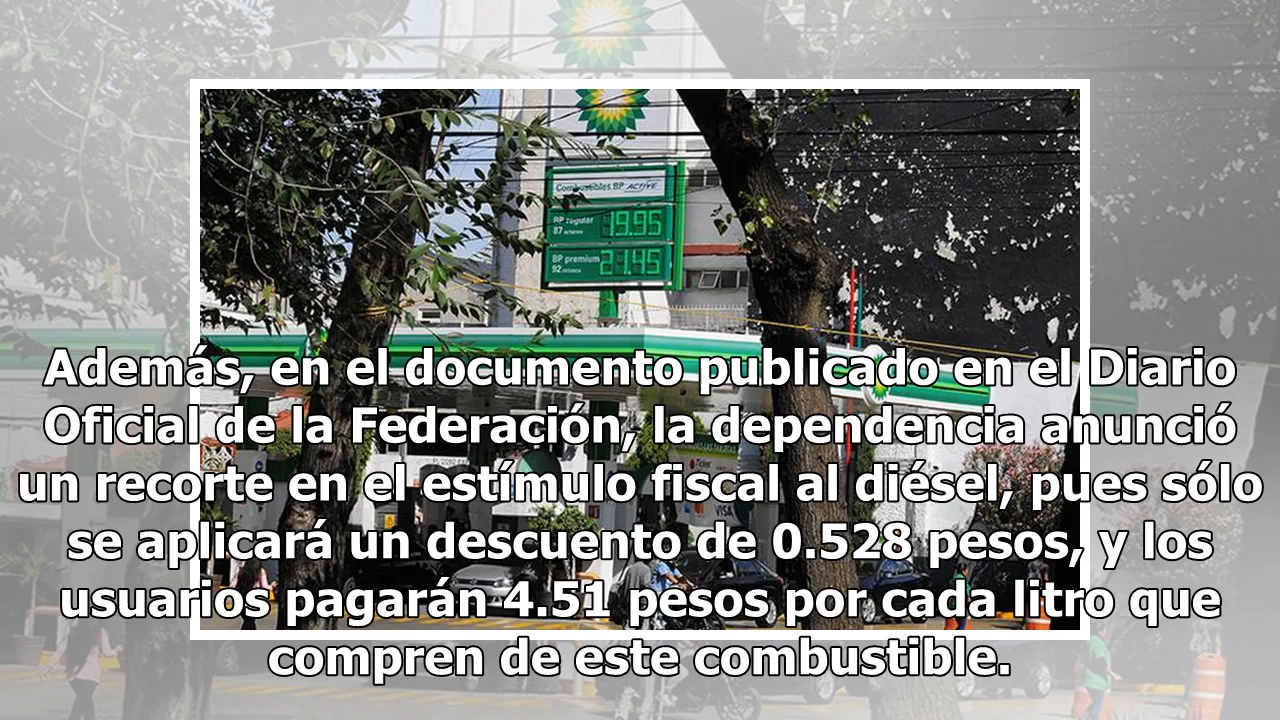 Combustibles BP ACTIVE
BP regular 19.95
87 octanos
BP premium 21.45
92 octanos
Además, en el documento publicado en el Diario
Oficial de la Federación, la dependencia anunció
un recorte en el estímulo fiscal al diésel, pues sólo
se aplicará un descuento de 0.528 pesos, y los
usuarios pagarán 4.51 pesos por cada litro que
compren de este combustible.
VISA